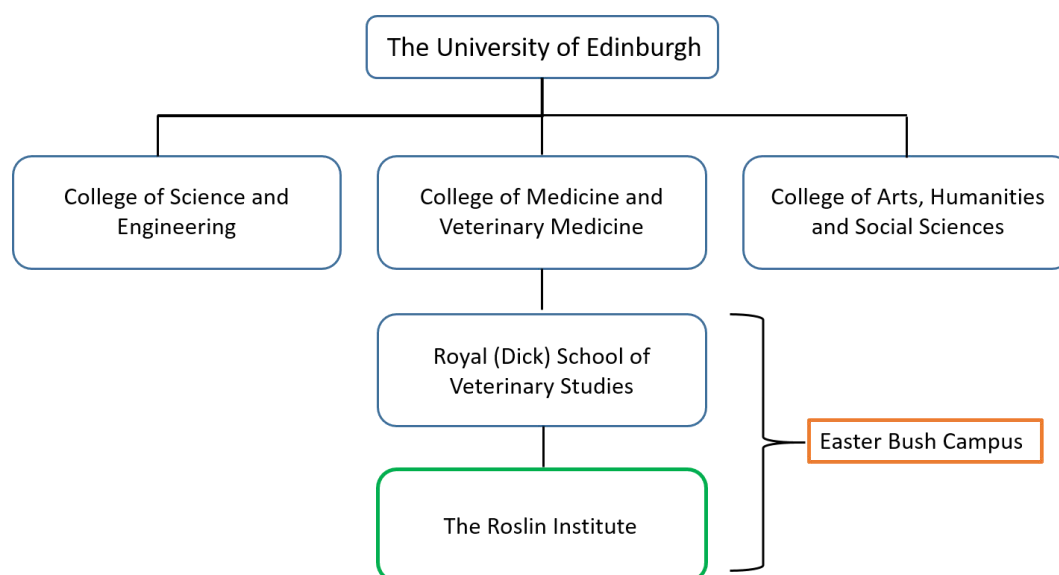 The University of Edinburgh
College of Science and
Engineering
College of Medicine and
Veterinary Medicine
College of Arts, Humanities
and Social Sciences
Royal (Dick) School of
Veterinary Studies
Easter Bush Campus
The Roslin Institute